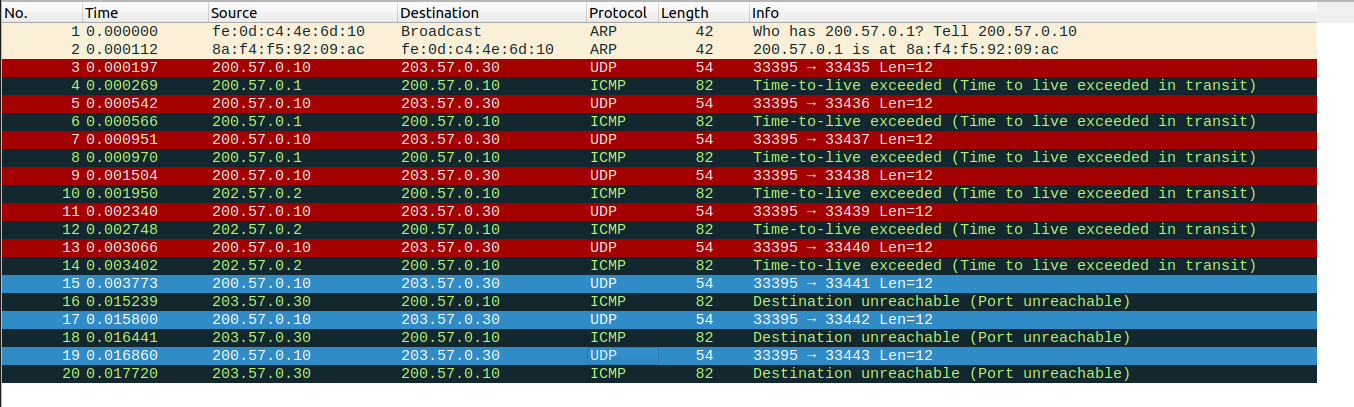 No. Time Source Destination Protocol Length Info
1 0.000000 fe:0d:c4:4e:6d:10 Broadcast ARP 42 Who has 200.57.0.1? Tell 200.57.0.10
2 0.000112 8a:f4:f5:92:09:ac fe:0d:c4:4e:6d:10 ARP 42 200.57.0.1 is at 8a:f4:f5:92:09:ac
3 0.000197 200.57.0.10 203.57.0.30 UDP 54 33395 → 33435 Len=12
4 0.000269 200.57.0.1 200.57.0.10 ICMP 82 Time-to-live exceeded (Time to live exceeded in transit)
5 0.000542 200.57.0.10 203.57.0.30 UDP 54 33395 → 33436 Len=12
6 0.000566 200.57.0.1 200.57.0.10 ICMP 82 Time-to-live exceeded (Time to live exceeded in transit)
7 0.000951 200.57.0.10 203.57.0.30 UDP 54 33395 → 33437 Len=12
8 0.000970 200.57.0.1 200.57.0.10 ICMP 82 Time-to-live exceeded (Time to live exceeded in transit)
9 0.001504 200.57.0.10 203.57.0.30 UDP 54 33395 → 33438 Len=12
10 0.001950 202.57.0.2 200.57.0.10 ICMP 82 Time-to-live exceeded (Time to live exceeded in transit)
11 0.002340 200.57.0.10 203.57.0.30 UDP 54 33395 → 33439 Len=12
12 0.002748 202.57.0.2 200.57.0.10 ICMP 82 Time-to-live exceeded (Time to live exceeded in transit)
13 0.003066 200.57.0.10 203.57.0.30 UDP 54 33395 → 33440 Len=12
14 0.003402 202.57.0.2 200.57.0.10 ICMP 82 Time-to-live exceeded (Time to live exceeded in transit)
15 0.003773 200.57.0.10 203.57.0.30 UDP 54 33395 → 33441 Len=12
16 0.015239 203.57.0.30 200.57.0.10 ICMP 82 Destination unreachable (Port unreachable)
17 0.015800 200.57.0.10 203.57.0.30 UDP 54 33395 → 33442 Len=12
18 0.016441 203.57.0.30 200.57.0.10 ICMP 82 Destination unreachable (Port unreachable)
19 0.016860 200.57.0.10 203.57.0.30 UDP 54 33395 → 33443 Len=12
20 0.017720 203.57.0.30 200.57.0.10 ICMP 82 Destination unreachable (Port unreachable)